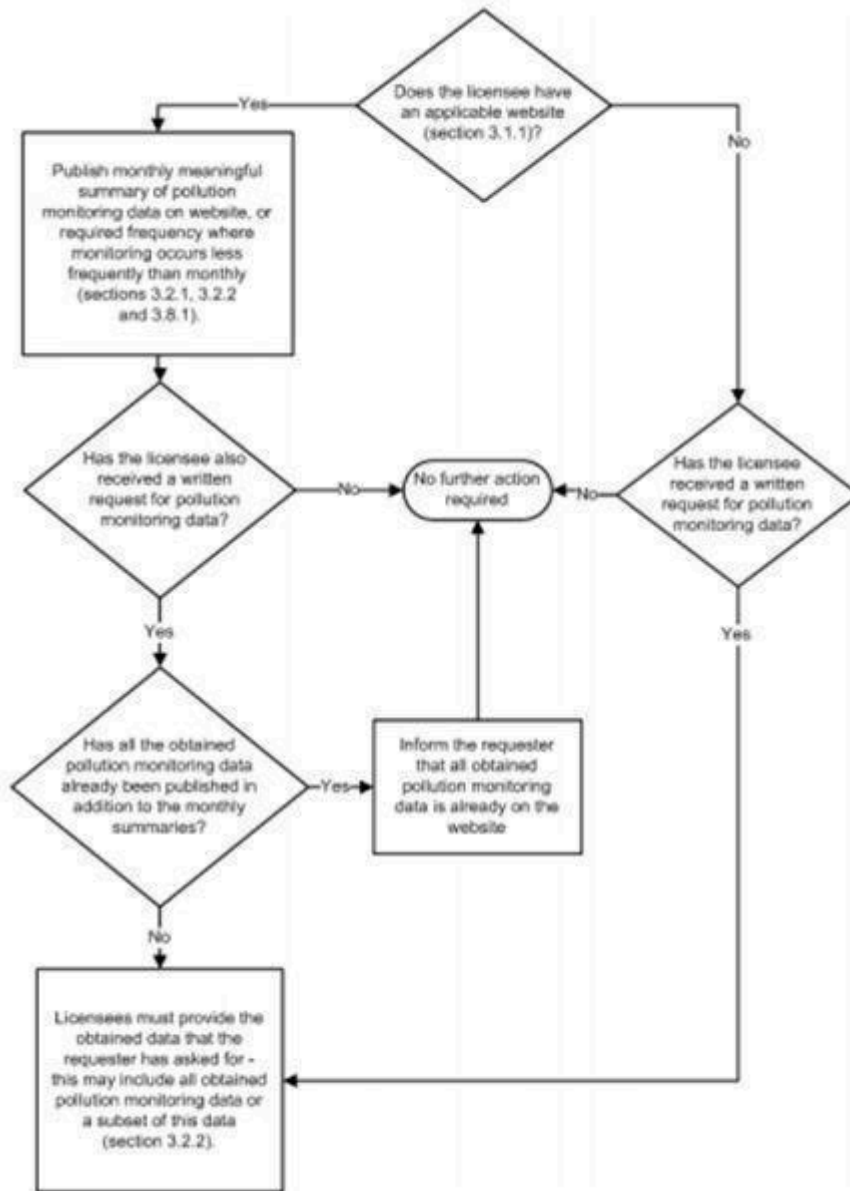 Does the licensee have
an applicable website
(section 3.1.1)?
Yes
No
Publish monthly meaningful
summary of pollution
monitoring data on website, or
required frequency where
monitoring occurs less
frequently than monthly
(sections 3.2.1, 3.2.2
and 3.8.1).
Has the licensee also
received a written
request for pollution
monitoring data?
No
No further action
required
No
Has the licensee
received a written
request for pollution
monitoring data?
Yes
Yes
Has all the obtained
pollution monitoring data
already been published in
addition to the monthly
summaries?
Yes
Inform the requester
that all obtained
pollution monitoring
data is already on the
website
No
Licensees must provide the
obtained data that the
requester has asked for -
this may include all obtained
pollution monitoring data or
a subset of this data
(section 3.2.2).